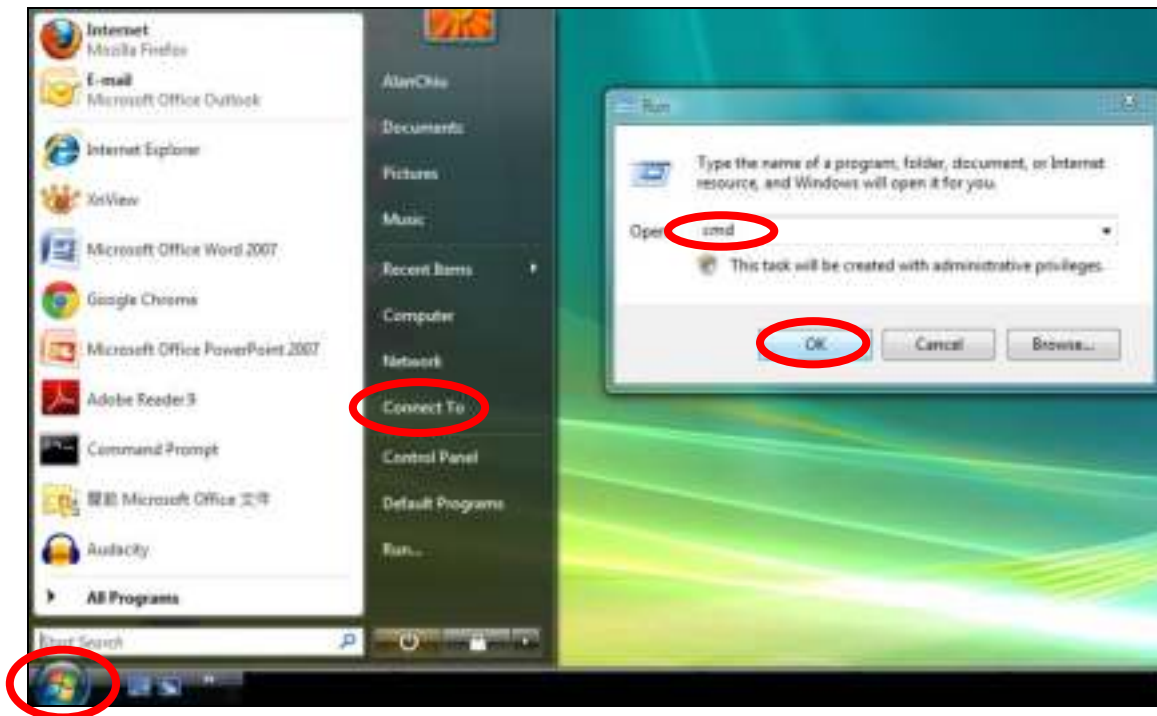 Internet
Mozilla Firefox
E-mail
Microsoft Office Outlook
Internet Explorer
XnView
Microsoft Office Word 2007
Google Chrome
Microsoft Office PowerPoint 2007
Adobe Reader 9
Command Prompt
Microsoft Office 文件
Audacity
All Programs
Start Search
AlanChiu
Documents
Pictures
Music
Recent Items
Computer
Network
Connect To
Control Panel
Default Programs
Run...
Run
Type the name of a program, folder, document, or Internet
resource, and Windows will open it for you.
Open
cmd
This task will be created with administrative privileges.
OK
Cancel
Browse...